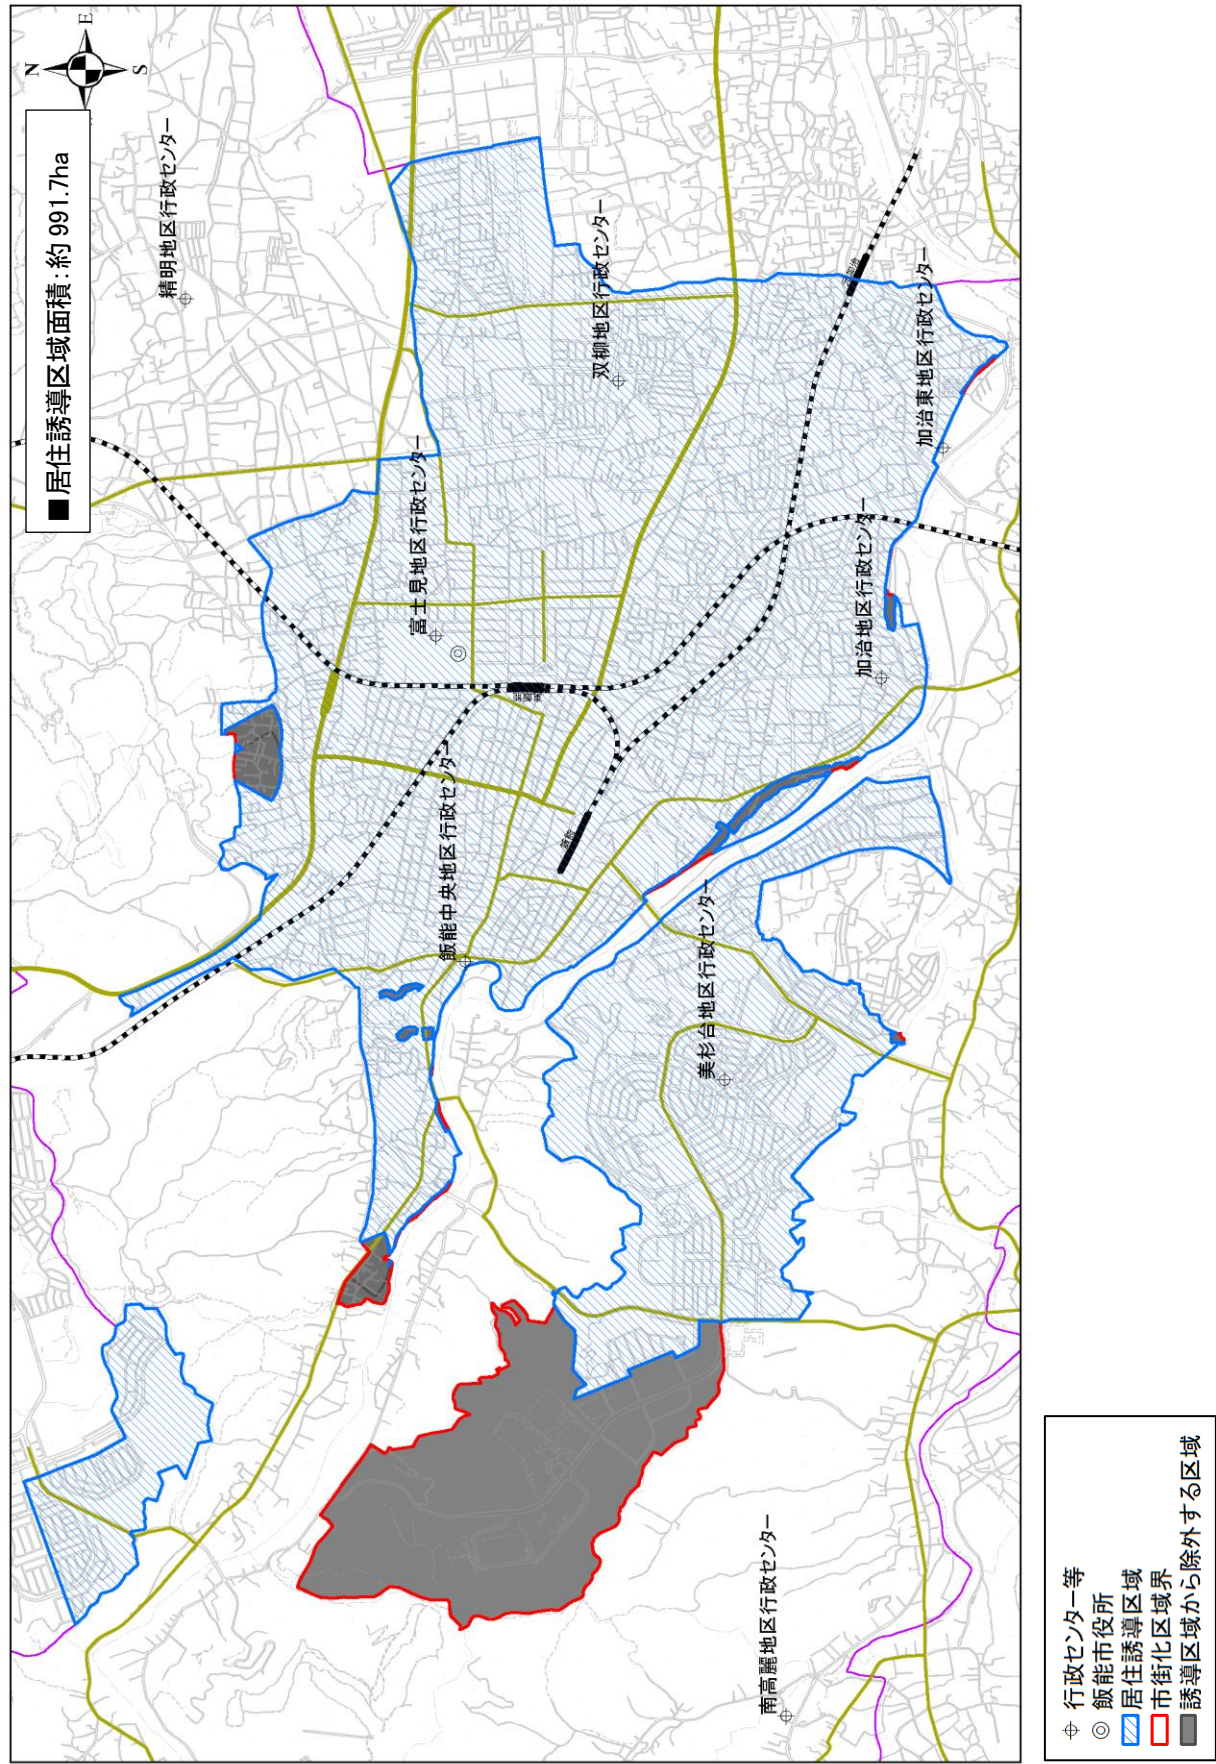 ■居住誘導区域面積：約 991.7ha
N
E
S
精明地区行政センター
双柳地区行政センター
富士見地区行政センター
加治東地区行政センター
加治地区行政センター
飯能中央地区行政センター
美杉台地区行政センター
南高麗地区行政センター
東飯能
飯能
行政センター等
飯能市役所
居住誘導区域
市街化区域界
誘導区域から除外する区域